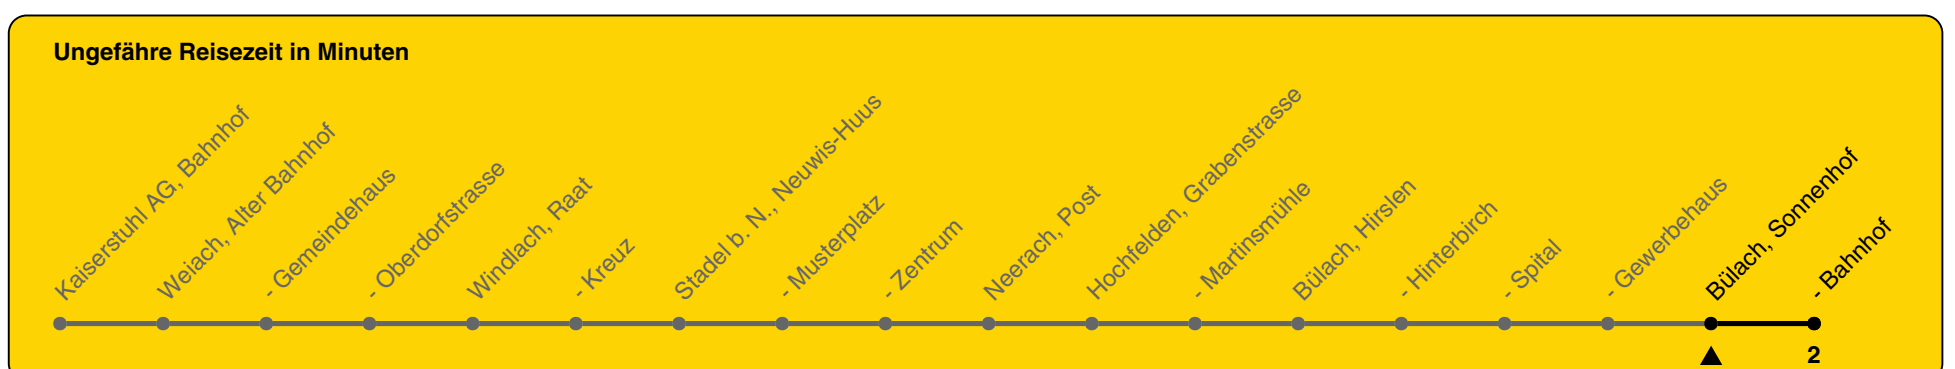 Ungefähre Reisezeit in Minuten
Kaiserstuhl AG, Bahnhof
Weiach, Alter Bahnhof
- Gemeindehaus
- Oberdorfstrasse
Windlach, Raat
- Kreuz
Stadel b. N., Neuwis-Huus
- Musterplatz
- Zentrum
Neerach, Post
Hochfelden, Grabenstrasse
- Martinsmühle
Bülach, Hirslen
- Hinterbirch
- Spital
- Gewerbehaus
Bülach, Sonnenhof
- Bahnhof
2